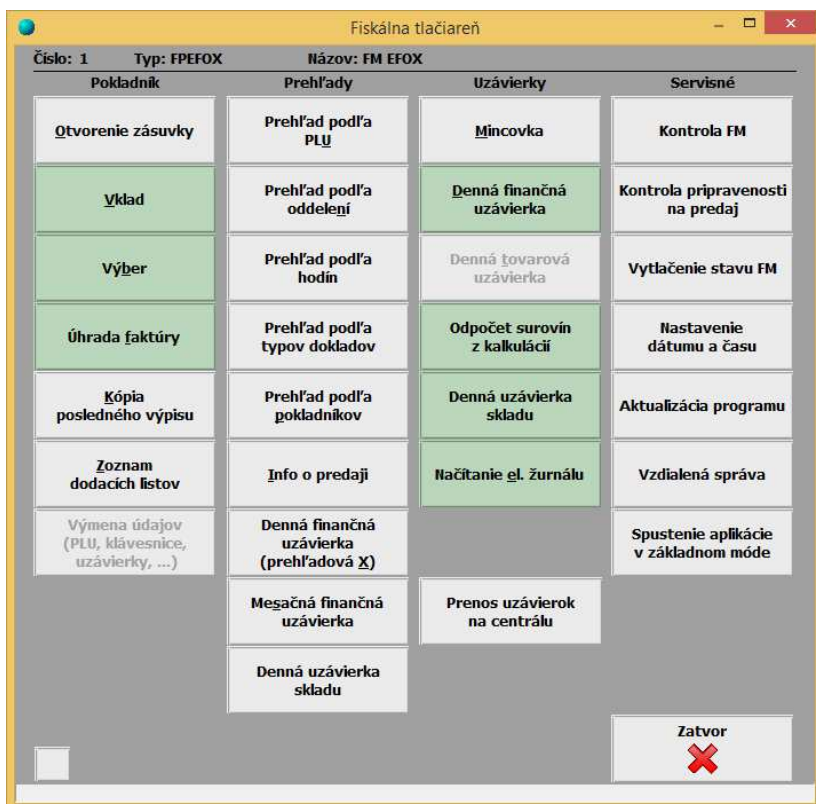 Fiskálna tlačiareň
Číslo: 1 Typ: FPEFOX Názov: FM EFOX
Pokladník Prehľady Uzávierky Servisné
Otvorenie zásuvky
Vklad
Výber
Úhrada faktúry
Kópia
posledného výpisu
Zoznam
dodacích listov
Výmena údajov
(PLU, klávesnice,
uzávierky, ...)
Prehľad podľa
PLU
Prehľad podľa
oddelení
Prehľad podľa
hodín
Prehľad podľa
typov dokladov
Prehľad podľa
pokladníkov
Info o predaji
Denná finančná
uzávierka
(prehľadová X)
Mesačná finančná
uzávierka
Denná uzávierka
skladu
Mincovka
Denná finančná
uzávierka
Denná tovarová
uzávierka
Odpočet surovín
z kalkulácií
Denná uzávierka
skladu
Načítanie el. žurnálu
Prenos uzávierok
na centrálu
Kontrola FM
Kontrola pripravenosti
na predaj
Vytlačenie stavu FM
Nastavenie
dátumu a času
Aktualizácia programu
Vzdialená správa
Spustenie aplikácie
v základnom móde
Zatvor